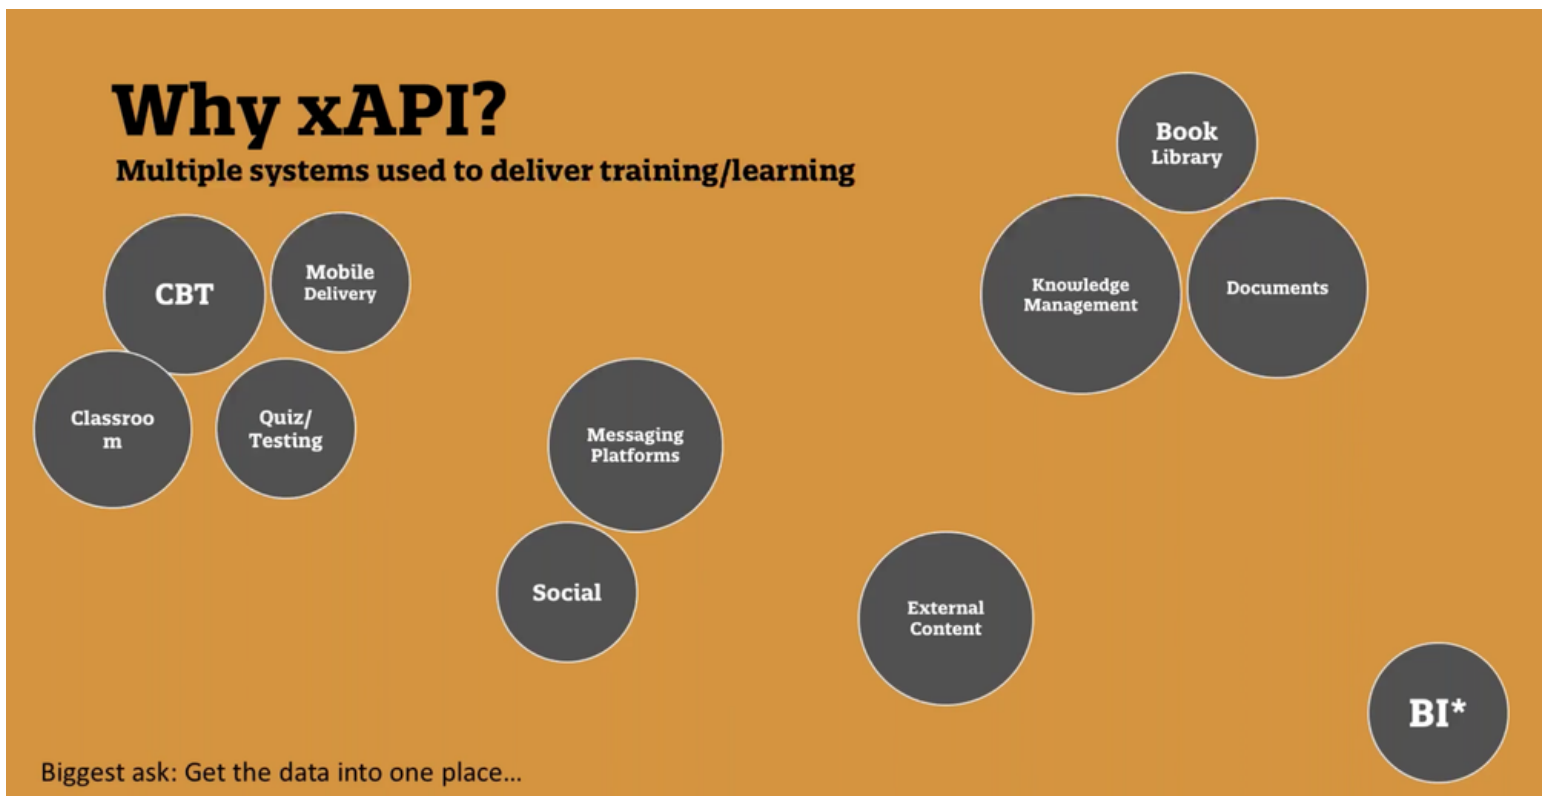 Why xAPI?
Multiple systems used to deliver training/learning
Book
Library
CBT
Mobile
Delivery
Knowledge
Management
Documents
Classroo
m
Quiz/
Testing
Messaging
Platforms
Social
External
Content
BI*
Biggest ask: Get the data into one place...